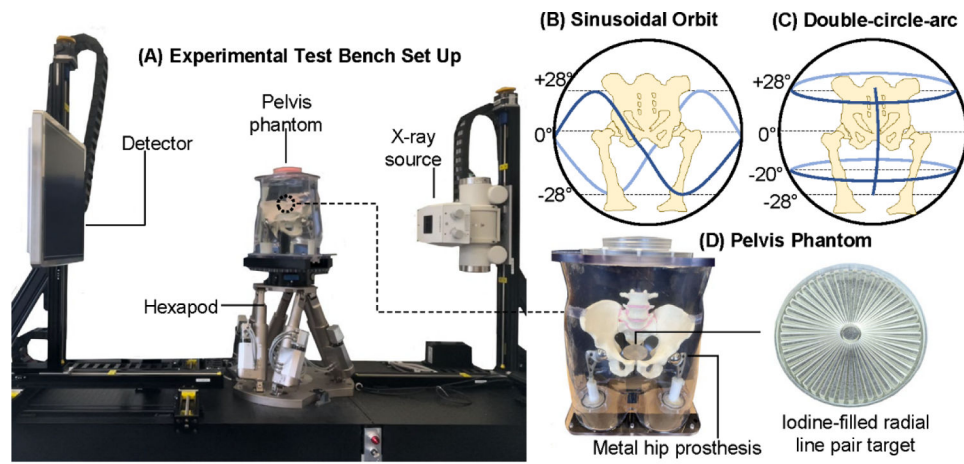 (A) Experimental Test Bench Set Up
Detector
Pelvis
phantom
X-ray
source
Hexapod
(B) Sinusoidal Orbit
+28°
0°
-28°
(C) Double-circle-arc
+28°
0°
-20°
-28°
(D) Pelvis Phantom
Metal hip prosthesis
Iodine-filled radial
line pair target